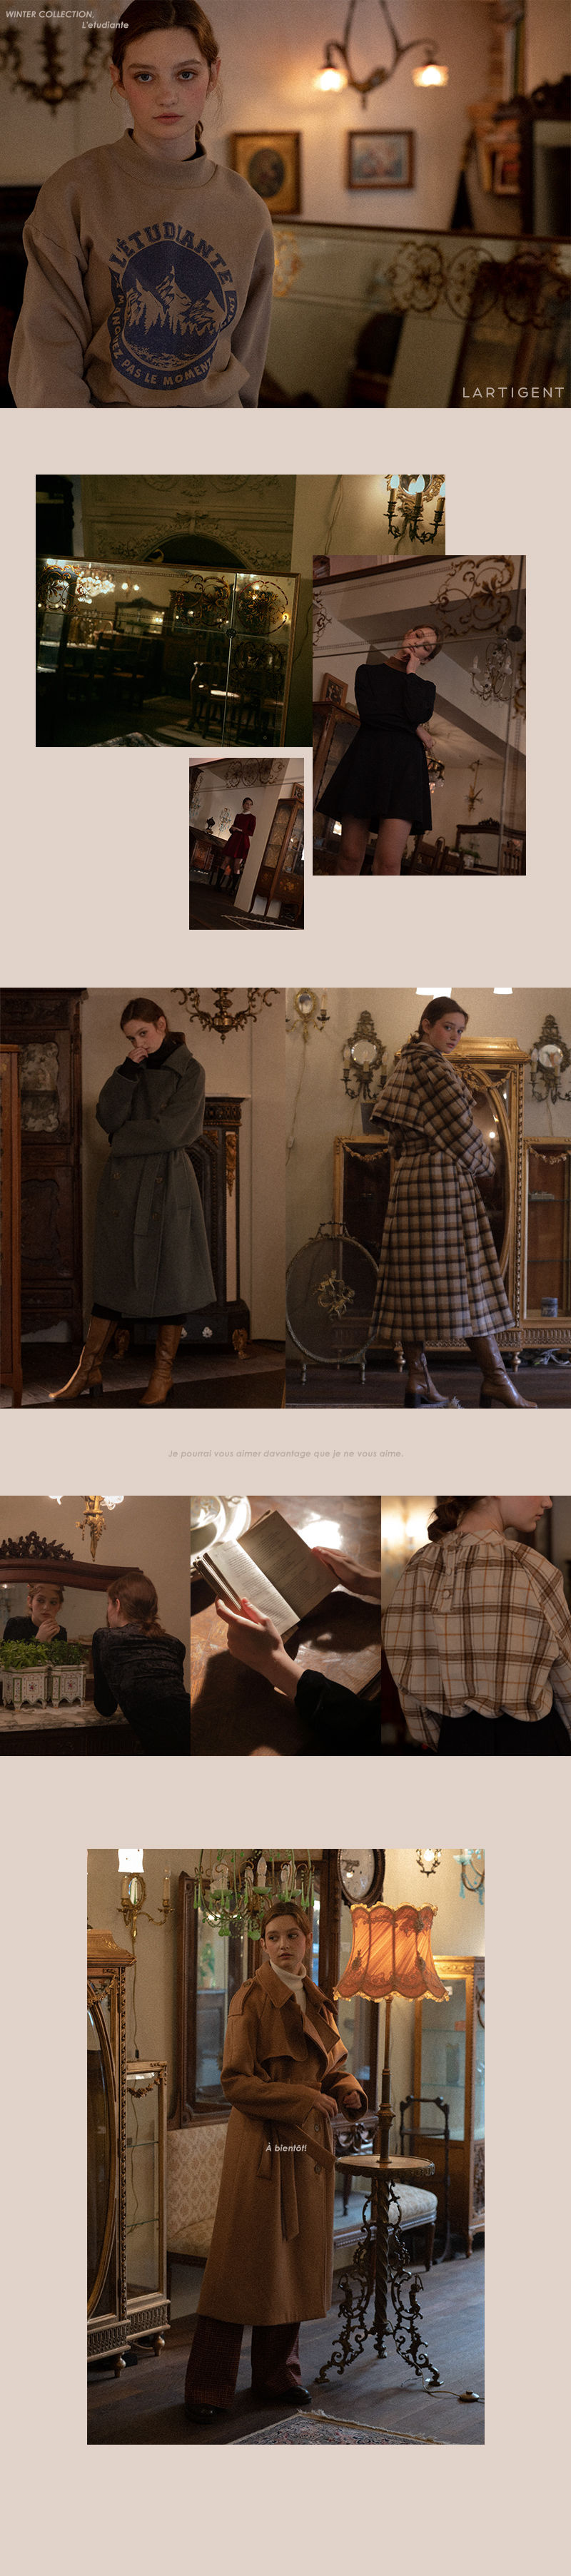 WINTER COLLECTION,
L'etudiante
L'ÉTUDIANTE
MANQUEZ PAS LE MOMENT
LARTIGENT
Je pourrai vous aimer davantage que je ne vous aime.
À bientôt!